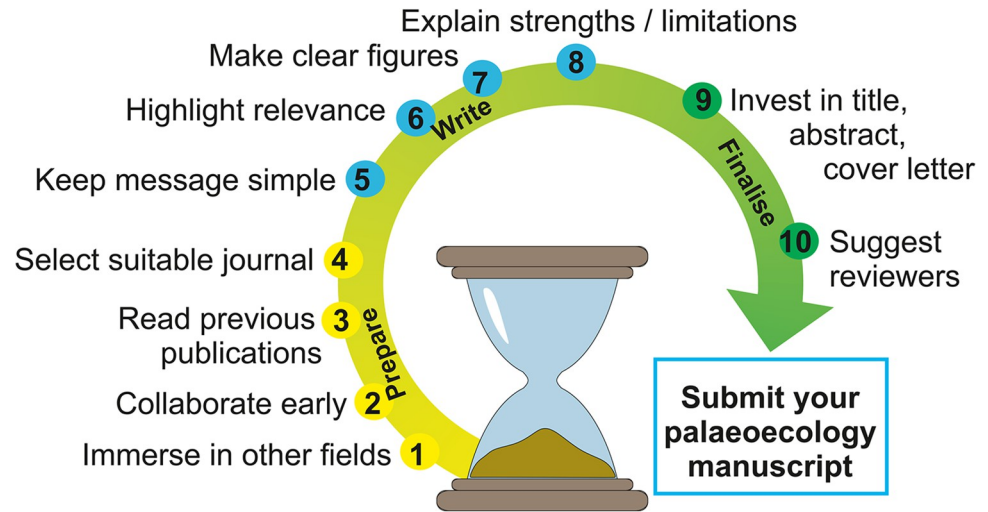 Explain strengths / limitations
Make clear figures
Highlight relevance
Keep message simple
Select suitable journal
Read previous
publications
Collaborate early
Immerse in other fields
1
2
3
4
5
6
7
8
9
10
Prepare
Write
Finalise
Invest in title,
abstract,
cover letter
Suggest
reviewers
Submit your
palaeoecology
manuscript